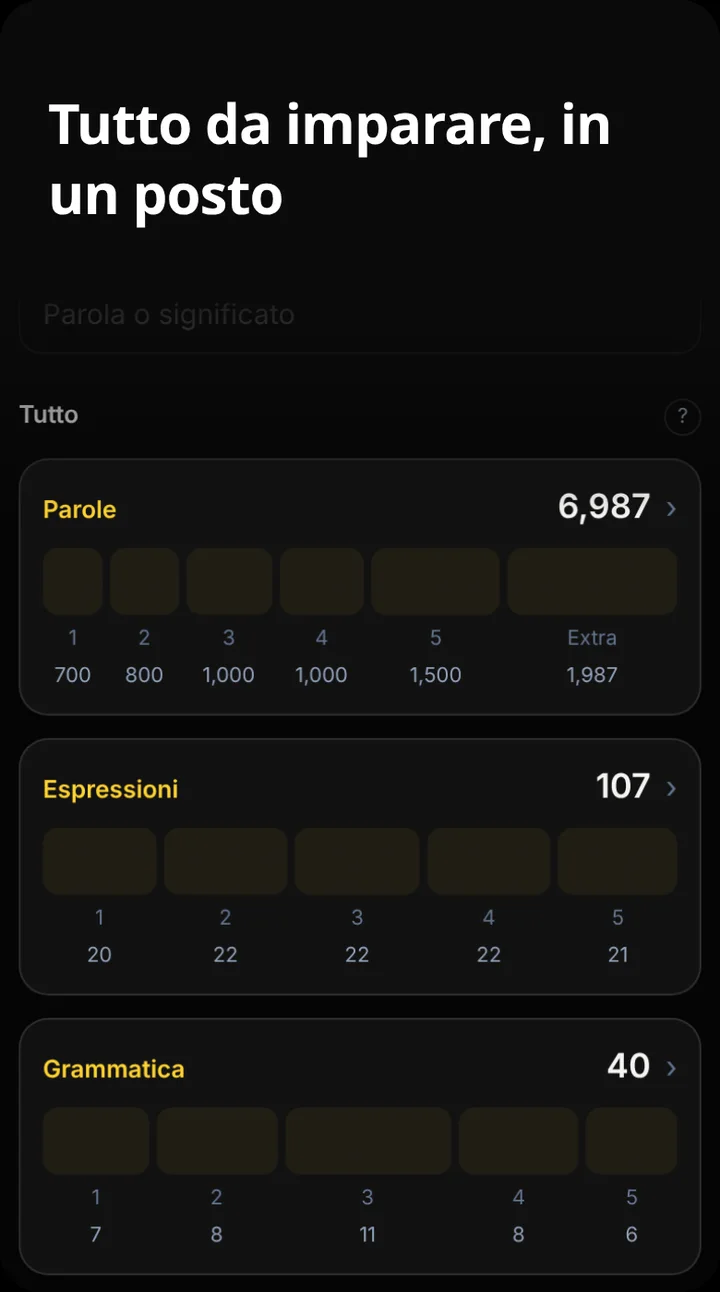 Tutto da imparare, in
un posto
Parola o significato
Tutto ?
Parole 6,987 ›
1 2 3 4 5 Extra
700 800 1,000 1,000 1,500 1,987
Espressioni 107 ›
1 2 3 4 5
20 22 22 22 21
Grammatica 40 ›
1 2 3 4 5
7 8 11 8 6